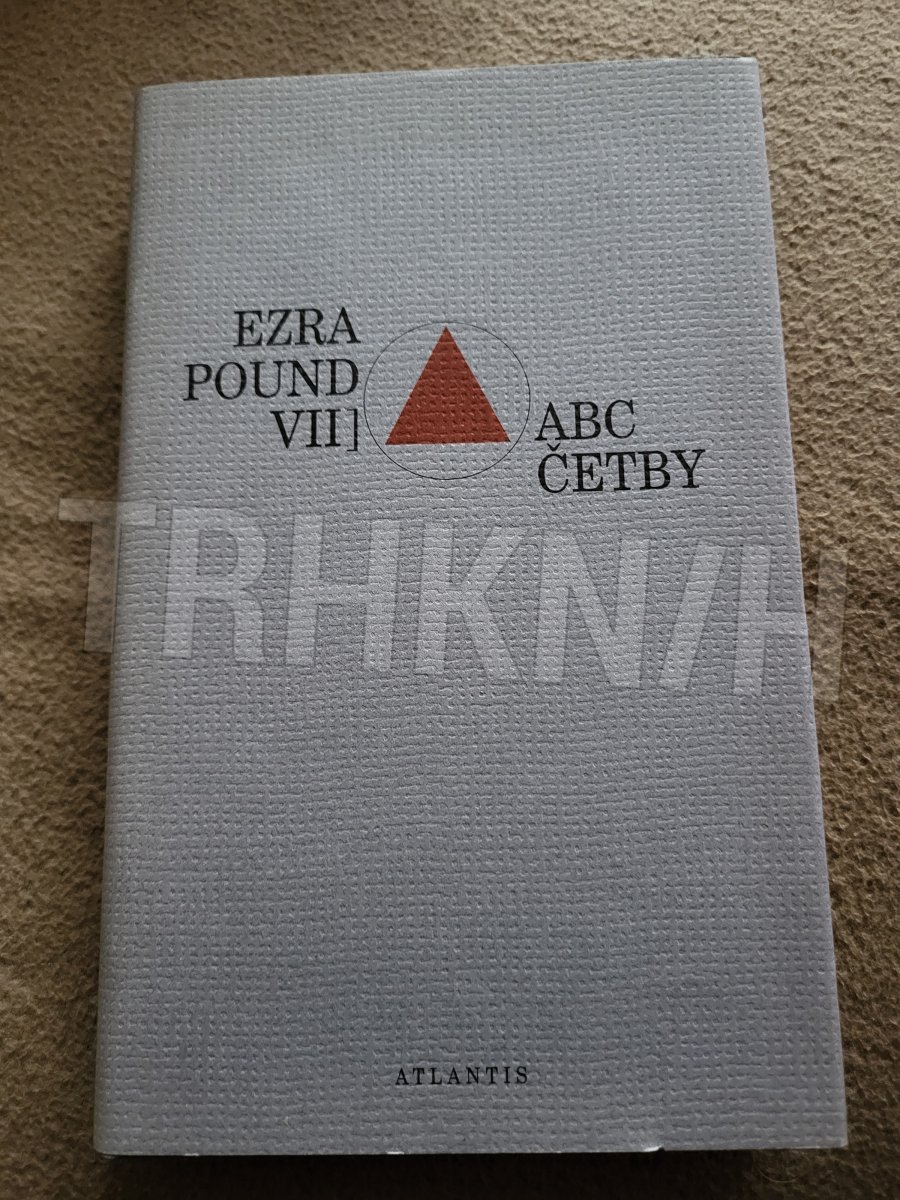 EZRA
POUND
VII]
ABC
ČETBY
TRHKNIH
ATLANTIS